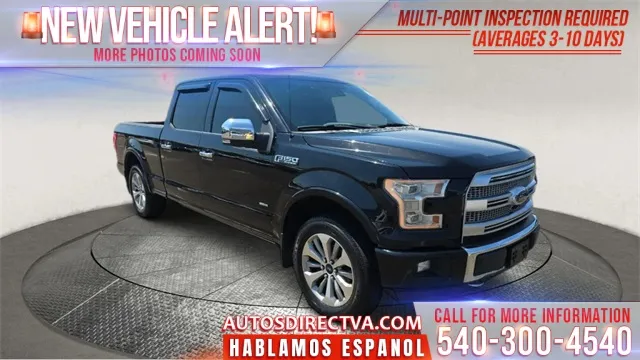 NEW VEHICLE ALERT!
MORE PHOTOS COMING SOON
MULTI-POINT INSPECTION REQUIRED
(AVERAGES 3-10 DAYS)
F150
Ford
AUTOSDIRECTVA.COM
HABLAMOS ESPANOL
CALL FOR MORE INFORMATION
540-300-4540